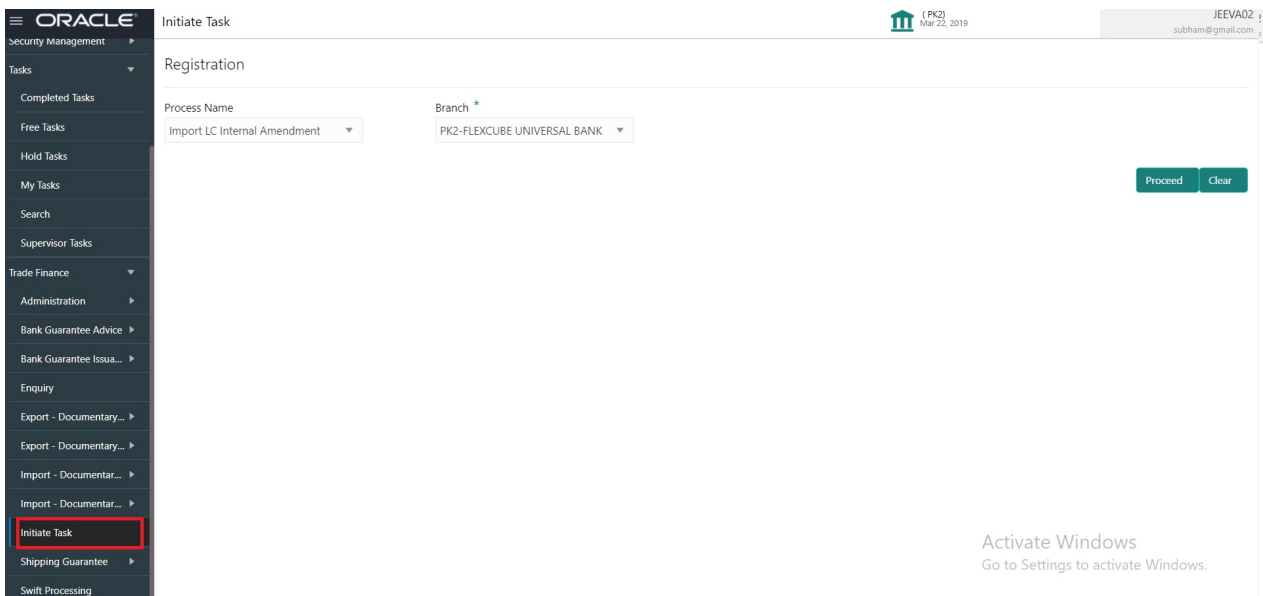 ORACLE
Initiate Task
( PK2)
Mar 22, 2019
JEEVA02
subham@gmail.com
Security Management
Tasks
Completed Tasks
Free Tasks
Hold Tasks
My Tasks
Search
Supervisor Tasks
Trade Finance
Administration
Bank Guarantee Advice
Bank Guarantee Issua...
Enquiry
Export - Documentary...
Export - Documentary...
Import - Documentar...
Import - Documentar...
Initiate Task
Shipping Guarantee
Swift Processing
Registration
Process Name
Branch *
Import LC Internal Amendment
PK2-FLEXCUBE UNIVERSAL BANK
Proceed
Clear
Activate Windows
Go to Settings to activate Windows.